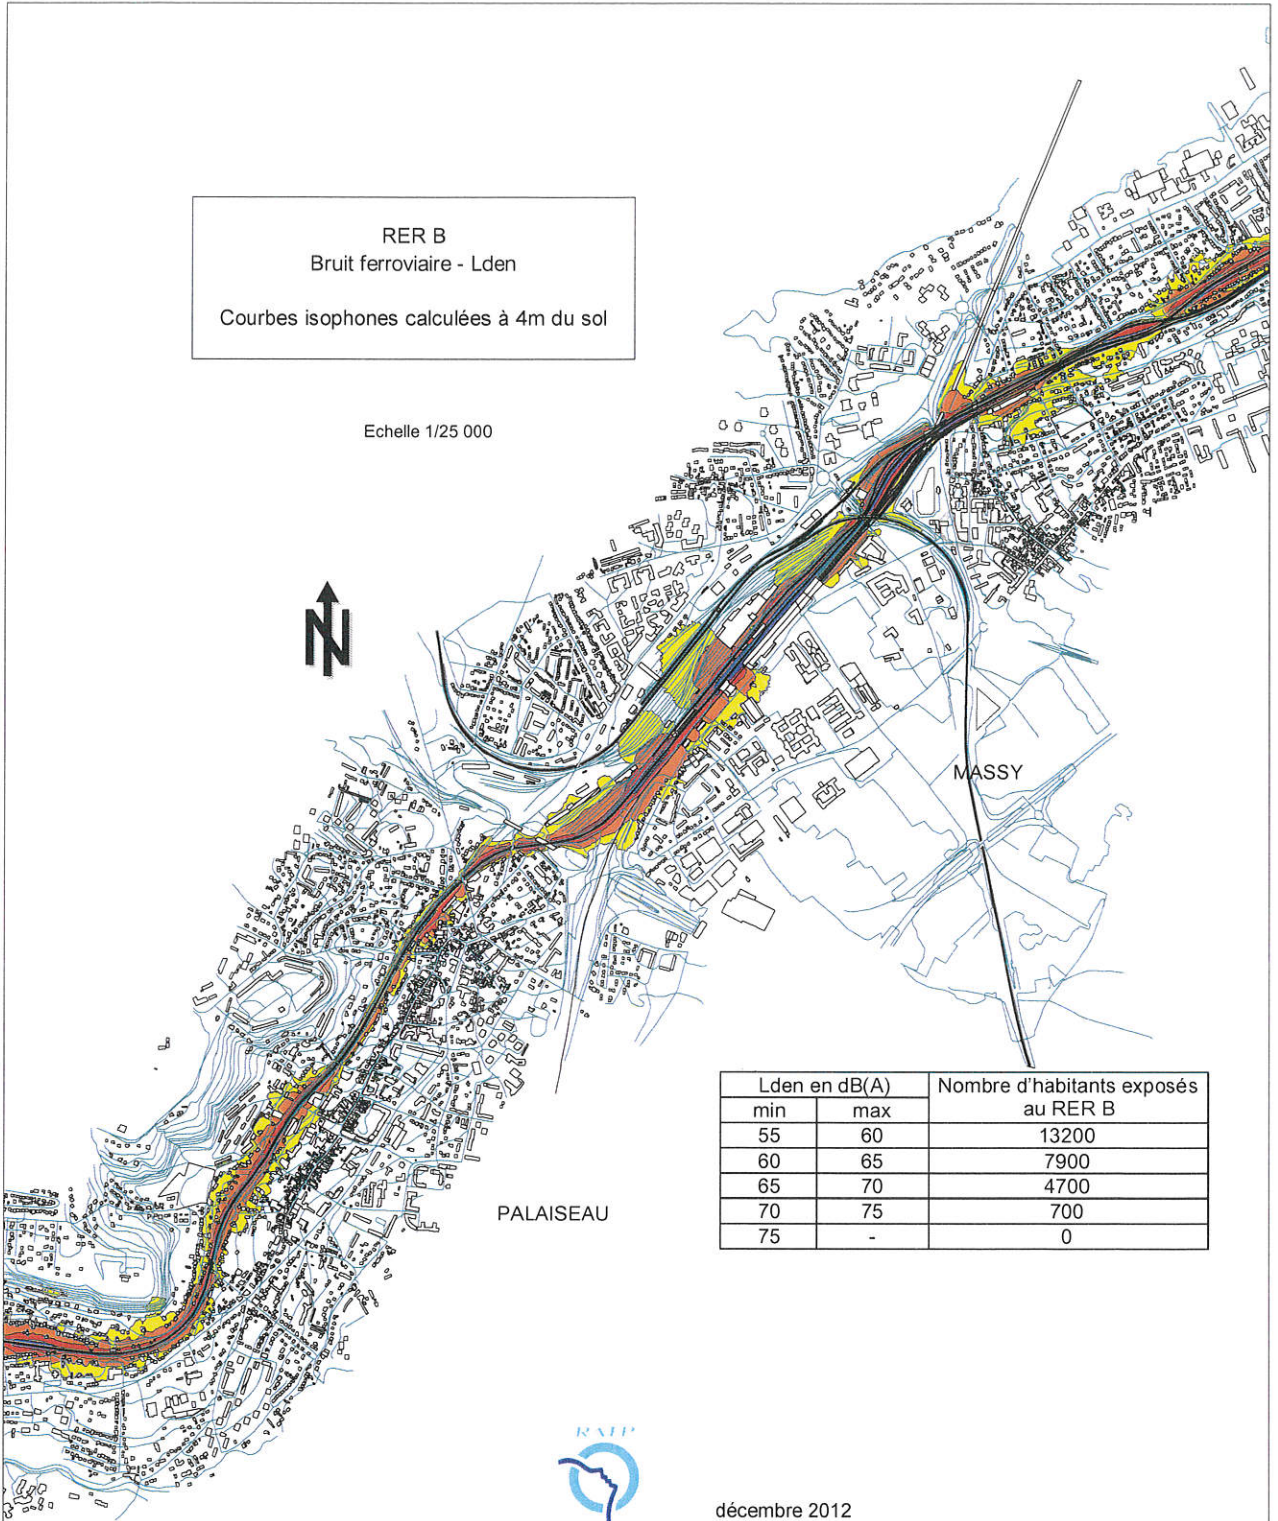 RER B
Bruit ferroviaire - Lden
Courbes isophones calculées à 4m du sol
Echelle 1/25 000
N
MASSY
Lden en dB(A) Nombre d'habitants exposés au RER B
min max
55 60 13200
60 65 7900
65 70 4700
70 75 700
75 - 0
PALAISEAU
RATP
décembre 2012